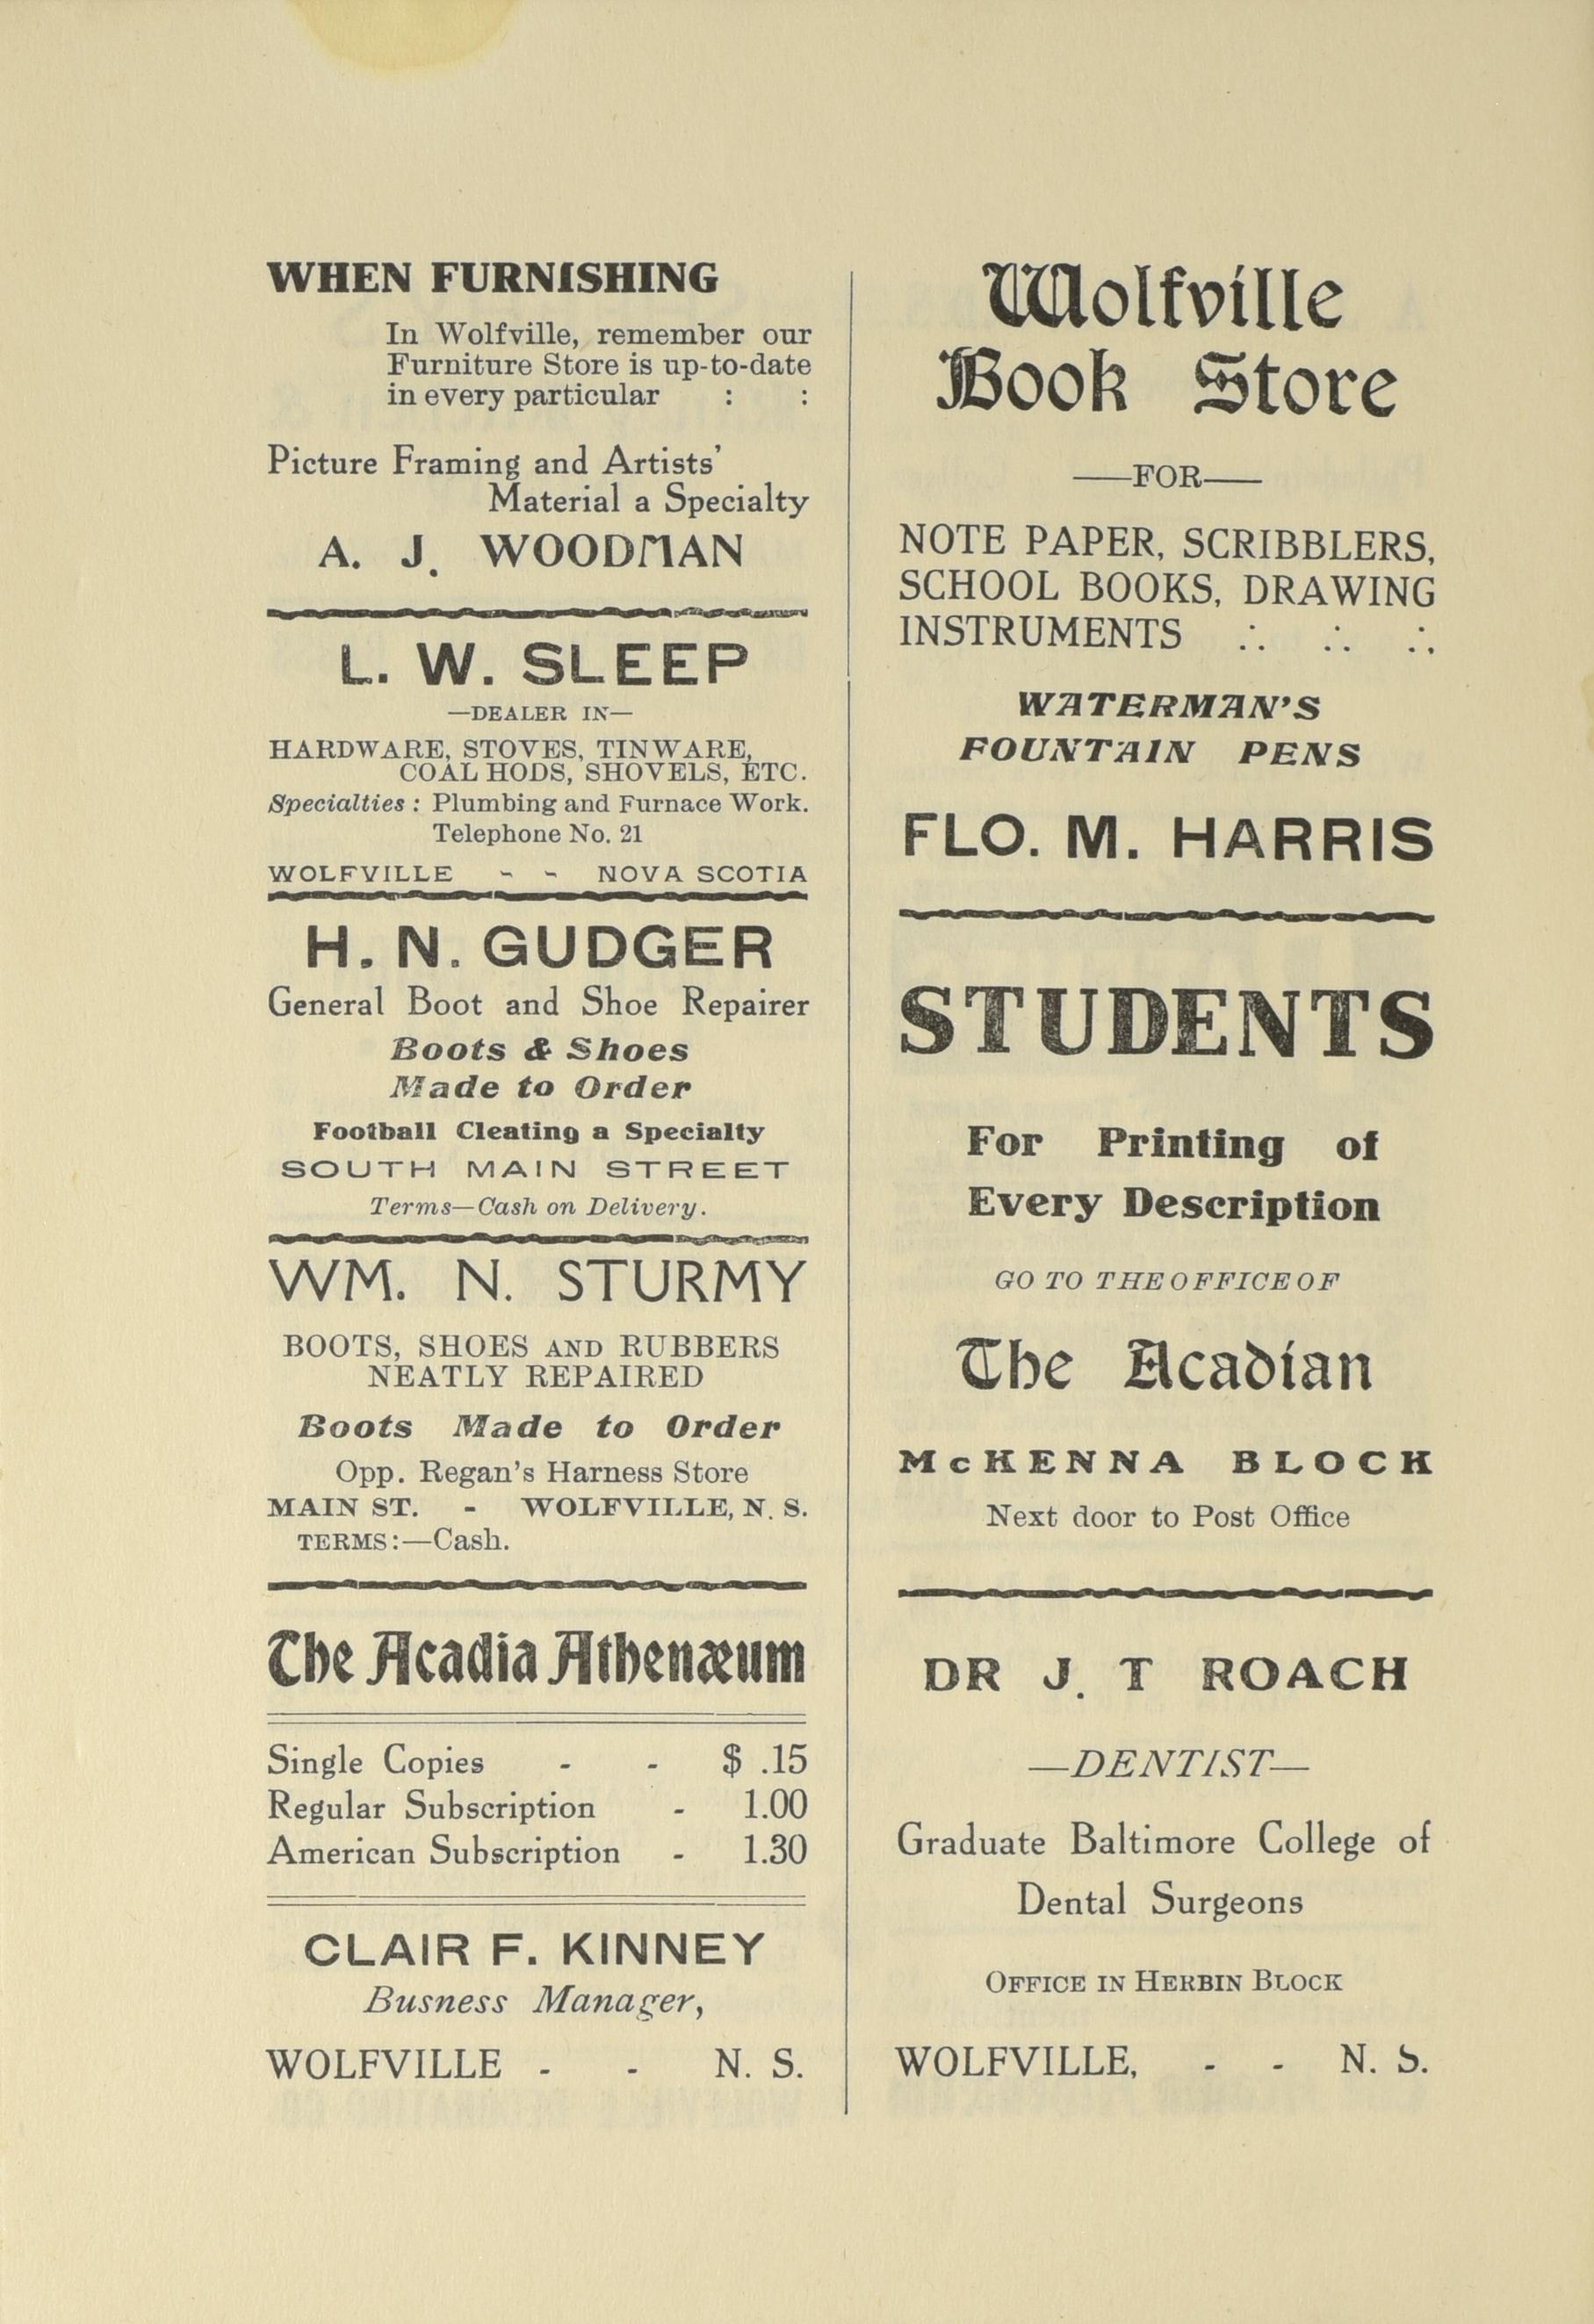 WHEN FURNISHING
In Wolfville, remember our
Furniture Store is up-to-date
in every particular : :
Picture Framing and Artists'
Material a Specialty
A. J. WOODMAN
L. W. SLEEP
—DEALER IN—
HARDWARE, STOVES, TINWARE,
COAL HODS, SHOVELS, ETC.
Specialties : Plumbing and Furnace Work.
Telephone No. 21
WOLFVILLE - - NOVA SCOTIA
H. N. GUDGER
General Boot and Shoe Repairer
Boots & Shoes
Made to Order
Football Cleating a Specialty
SOUTH MAIN STREET
Terms—Cash on Delivery.
WM. N. STURMY
BOOTS, SHOES AND RUBBERS
NEATLY REPAIRED
Boots Made to Order
Opp. Regan's Harness Store
MAIN ST. - WOLFVILLE, N. S.
TERMS:—Cash.
The Acadia Athenæum
Single Copies - - $ .15
Regular Subscription - 1.00
American Subscription - 1.30
CLAIR F. KINNEY
Busness Manager,
WOLFVILLE - - N. S.
Wolfville
Book Store
——FOR——
NOTE PAPER, SCRIBBLERS,
SCHOOL BOOKS, DRAWING
INSTRUMENTS ∴ ∴ ∴
WATERMAN'S
FOUNTAIN PENS
FLO. M. HARRIS
STUDENTS
For Printing of
Every Description
GO TO THE OFFICE OF
The Acadian
McKENNA BLOCK
Next door to Post Office
DR J. T ROACH
—DENTIST—
Graduate Baltimore College of
Dental Surgeons
OFFICE IN HERBIN BLOCK
WOLFVILLE, - - N. S.